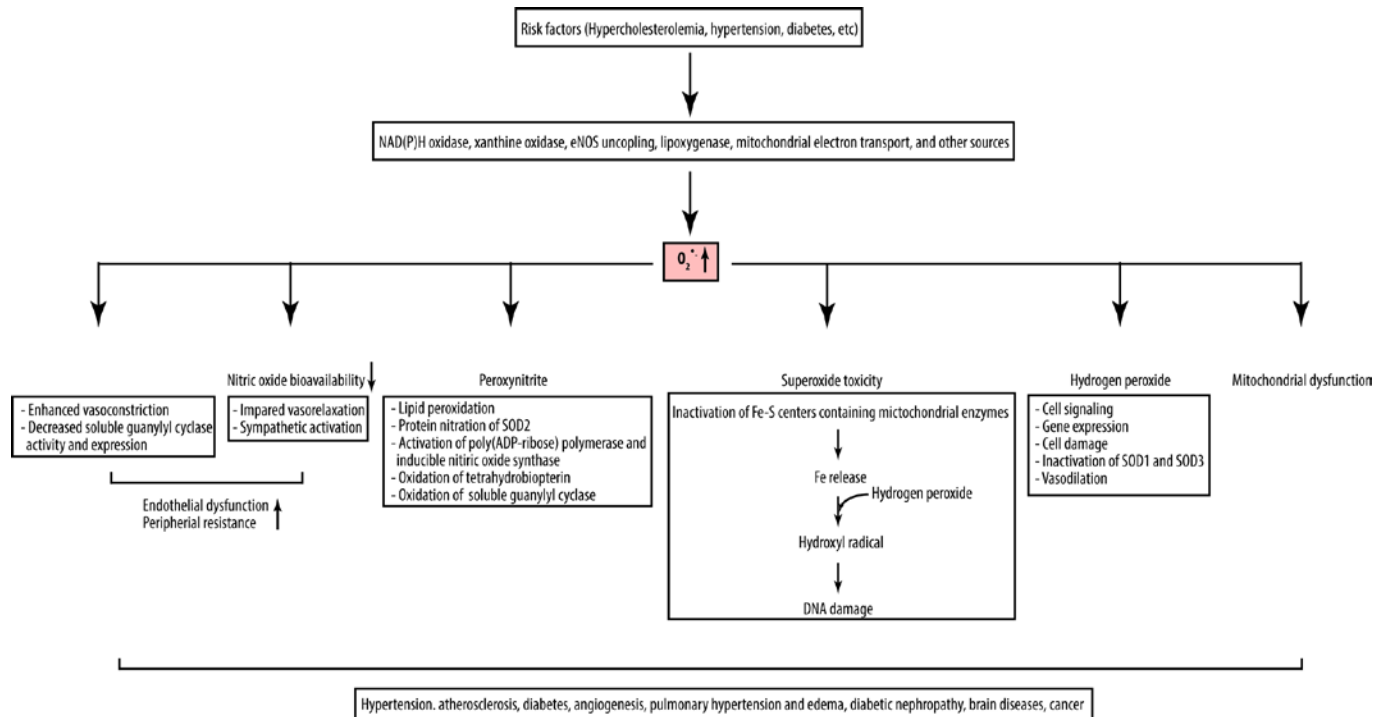 Risk factors (Hypercholesterolemia, hypertension, diabetes, etc)
NAD(P)H oxidase, xanthine oxidase, eNOS uncopling, lipoxygenase, mitochondrial electron transport, and other sources
O₂•-
Nitric oxide bioavailability
Peroxynitrite
Superoxide toxicity
Hydrogen peroxide
Mitochondrial dysfunction
- Enhanced vasoconstriction
- Decreased soluble guanylyl cyclase
activity and expression
- Impared vasorelaxation
- Sympathetic activation
Endothelial dysfunction
Peripherial resistance
- Lipid peroxidation
- Protein nitration of SOD2
- Activation of poly(ADP-ribose) polymerase and
inducible nitiric oxide synthase
- Oxidation of tetrahydrobiopterin
- Oxidation of soluble guanylyl cyclase
Inactivation of Fe-S centers containing mictochondrial enzymes
Fe release
Hydrogen peroxide
Hydroxyl radical
DNA damage
- Cell signaling
- Gene expression
- Cell damage
- Inactivation of SOD1 and SOD3
- Vasodilation
Hypertension. atherosclerosis, diabetes, angiogenesis, pulmonary hypertension and edema, diabetic nephropathy, brain diseases, cancer